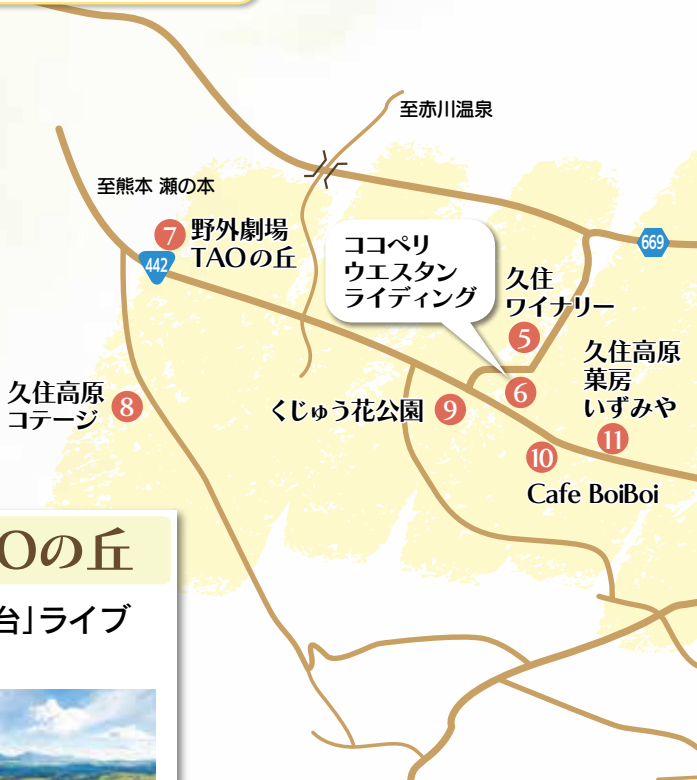 至赤川温泉
至熊本 瀬の本
7
野外劇場
TAOの丘
442
ココペリ
ウエスタン
ライディング
669
久住
ワイナリー
5
久住高原
菓房
いずみや
11
6
久住高原
コテージ
8
くじゅう花公園
9
10
Cafe BoiBoi
Oの丘
台」ライブ